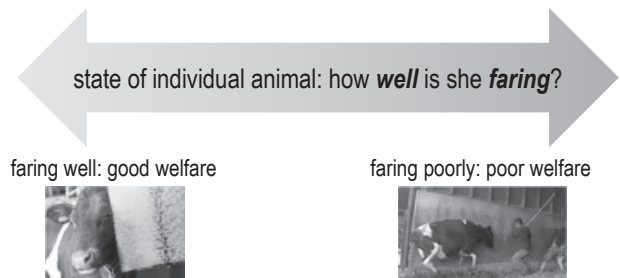 state of individual animal: how well is she faring?
faring well: good welfare
faring poorly: poor welfare